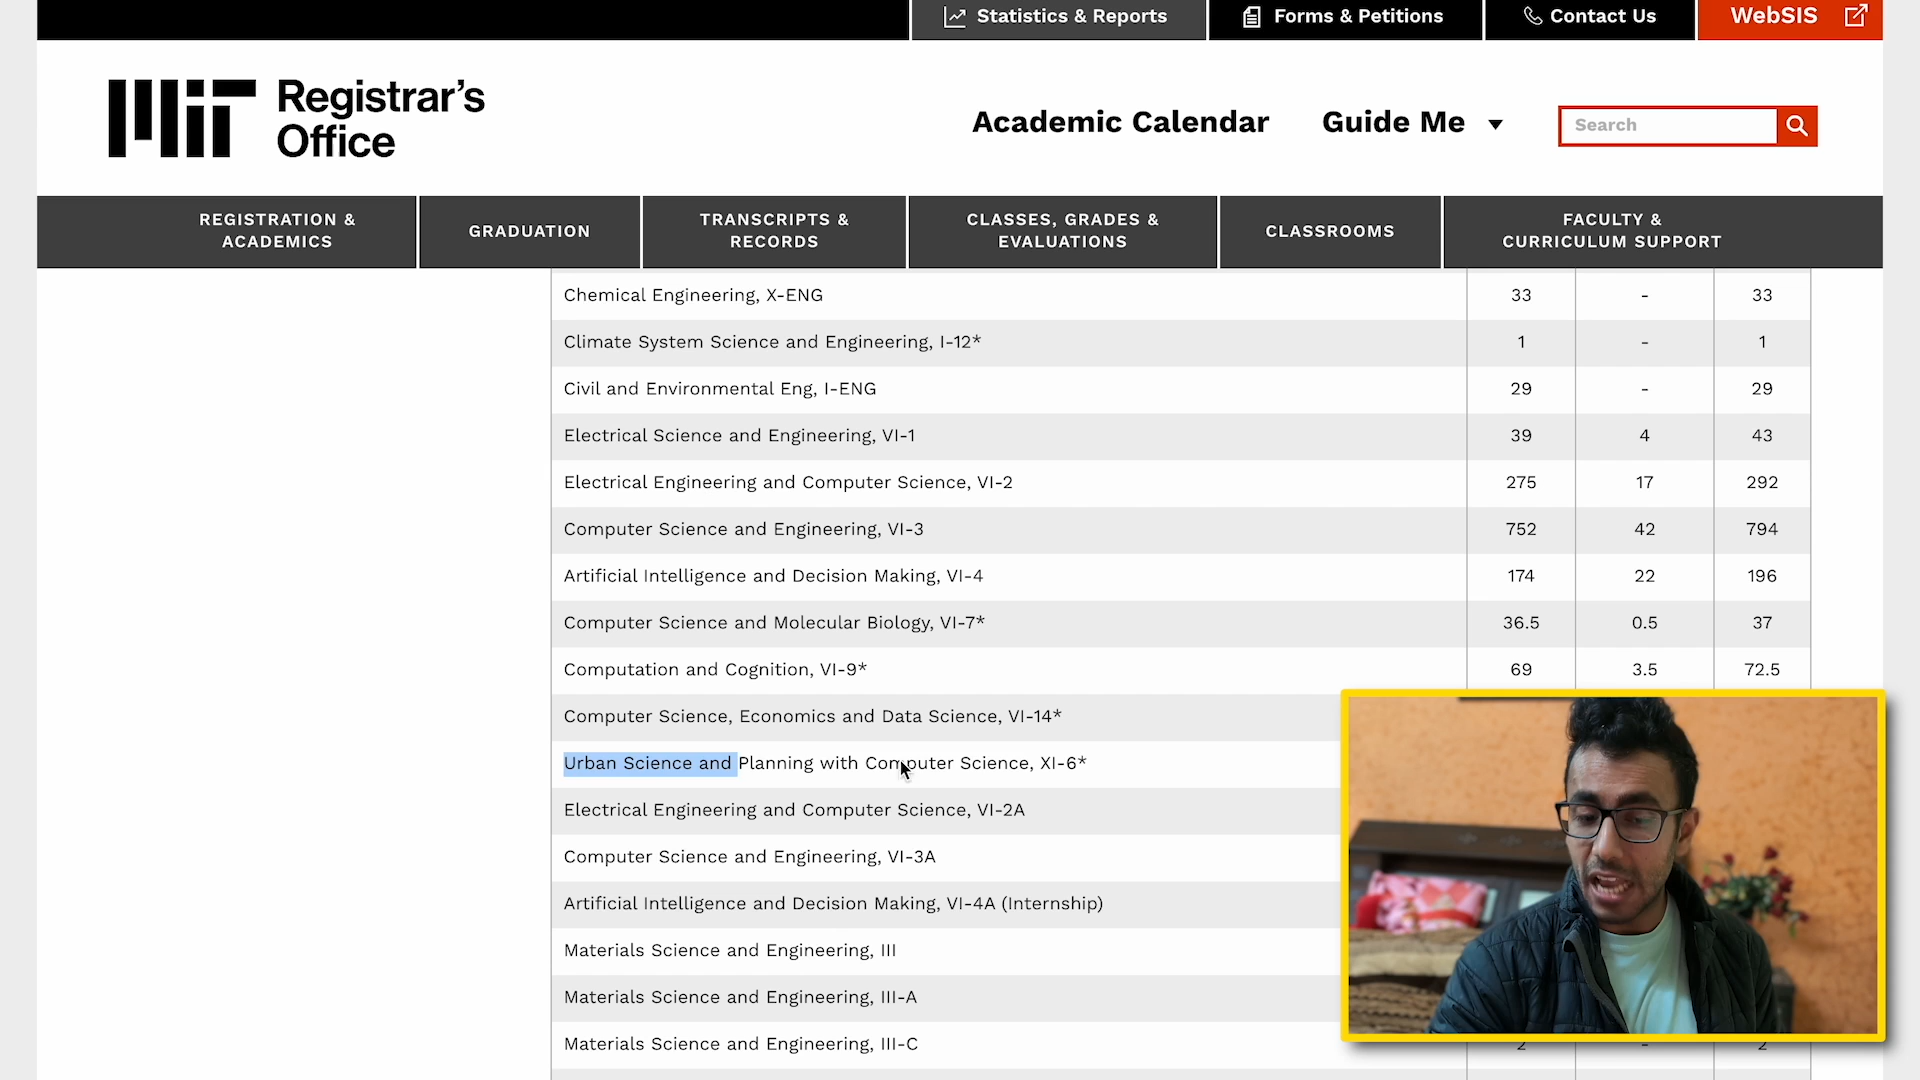 Statistics & Reports
Forms & Petitions
Contact Us
WebSIS
MIT Registrar's
Office
Academic Calendar
Guide Me
Search
REGISTRATION &
ACADEMICS
GRADUATION
TRANSCRIPTS &
RECORDS
CLASSES, GRADES &
EVALUATIONS
CLASSROOMS
FACULTY &
CURRICULUM SUPPORT
Chemical Engineering, X-ENG 33 - 33
Climate System Science and Engineering, I-12* 1 - 1
Civil and Environmental Eng, I-ENG 29 - 29
Electrical Science and Engineering, VI-1 39 4 43
Electrical Engineering and Computer Science, VI-2 275 17 292
Computer Science and Engineering, VI-3 752 42 794
Artificial Intelligence and Decision Making, VI-4 174 22 196
Computer Science and Molecular Biology, VI-7* 36.5 0.5 37
Computation and Cognition, VI-9* 69 3.5 72.5
Computer Science, Economics and Data Science, VI-14*
Urban Science and Planning with Computer Science, XI-6*
Electrical Engineering and Computer Science, VI-2A
Computer Science and Engineering, VI-3A
Artificial Intelligence and Decision Making, VI-4A (Internship)
Materials Science and Engineering, III
Materials Science and Engineering, III-A
Materials Science and Engineering, III-C 2 - 2